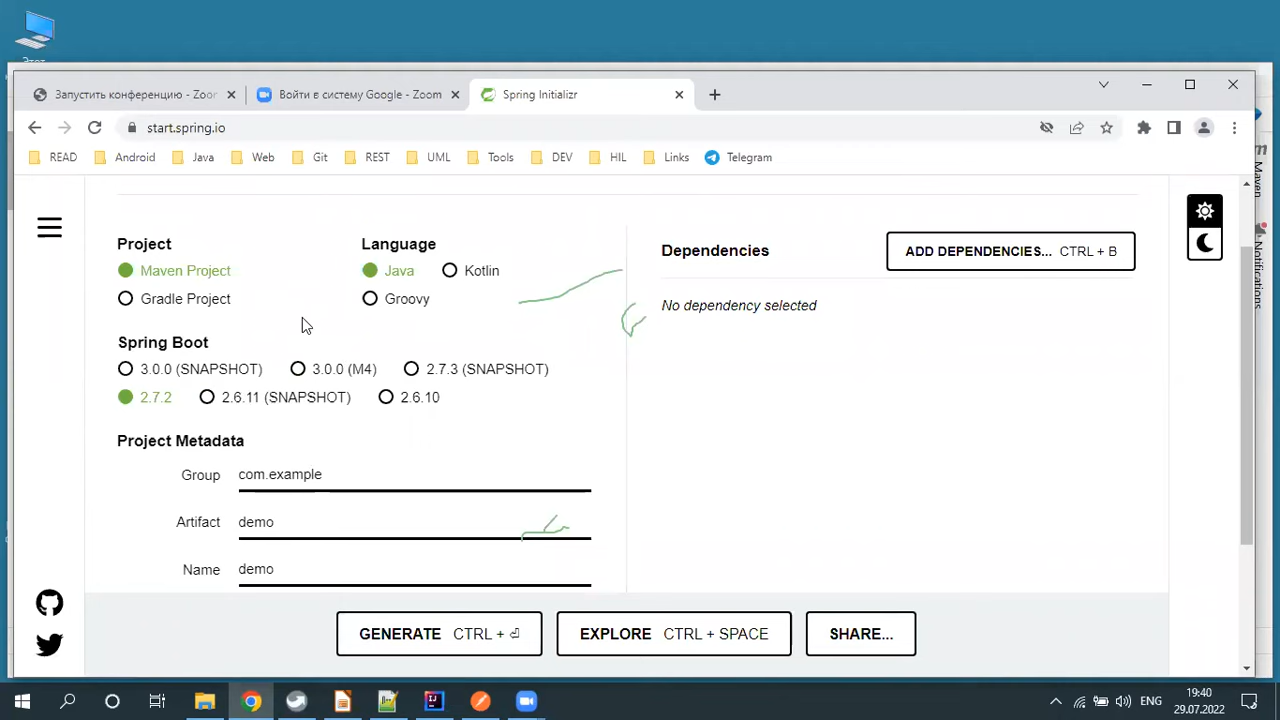 Этот
Запустить конференцию - Zoor
Войти в систему Google - Zoom
Spring Initializr
start.spring.io
READ Android Java Web Git REST UML Tools DEV HIL Links Telegram
Maven
Notifications
Project
Language
Dependencies
ADD DEPENDENCIES... CTRL + B
Maven Project
Java
Kotlin
Gradle Project
Groovy
No dependency selected
Spring Boot
3.0.0 (SNAPSHOT)
3.0.0 (M4)
2.7.3 (SNAPSHOT)
2.7.2
2.6.11 (SNAPSHOT)
2.6.10
Project Metadata
Group com.example
Artifact demo
Name demo
GENERATE CTRL + ⏎
EXPLORE CTRL + SPACE
SHARE...
ENG
19:40
29.07.2022